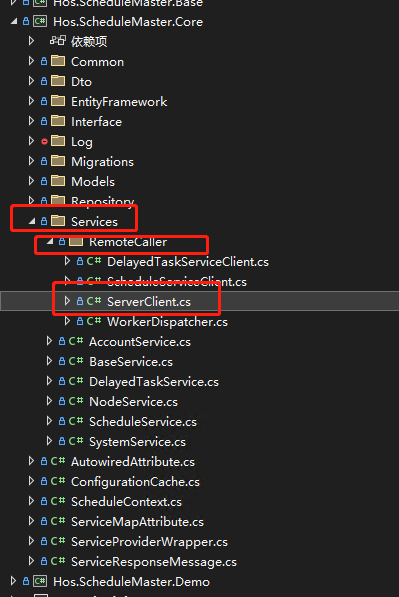 Hos.ScheduleMaster.Base
Hos.ScheduleMaster.Core
依赖项
Common
Dto
EntityFramework
Interface
Log
Migrations
Models
Repository
Services
RemoteCaller
C# DelayedTaskServiceClient.cs
C# ScheduleServiceClient.cs
C# ServerClient.cs
C# WorkerDispatcher.cs
C# AccountService.cs
C# BaseService.cs
C# DelayedTaskService.cs
C# NodeService.cs
C# ScheduleService.cs
C# SystemService.cs
C# AutowiredAttribute.cs
C# ConfigurationCache.cs
C# ScheduleContext.cs
C# ServiceMapAttribute.cs
C# ServiceProviderWrapper.cs
C# ServiceResponseMessage.cs
Hos.ScheduleMaster.Demo